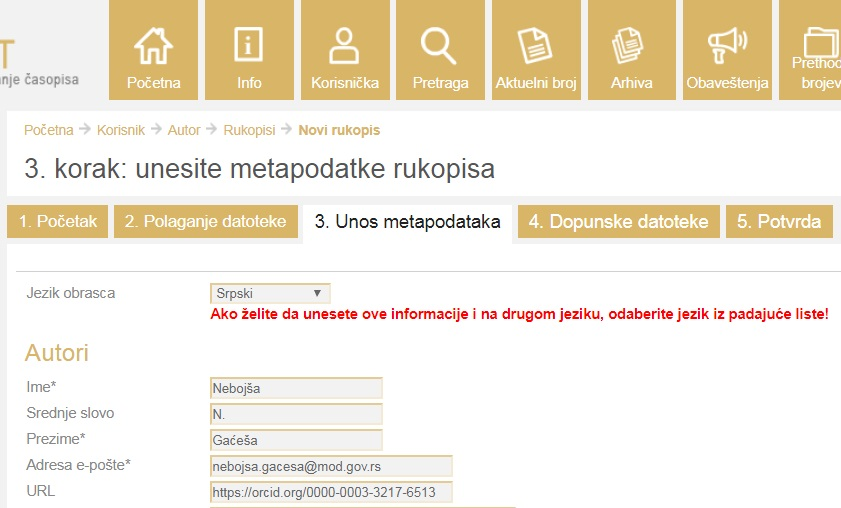 T
nje časopisa
Početna
Info
Korisnička
Pretraga
Aktuelni broj
Arhiva
Obaveštenja
Prethod
brojev
Početna Korisnik Autor Rukopisi Novi rukopis
3. korak: unesite metapodatke rukopisa
1. Početak
2. Polaganje datoteke
3. Unos metapodataka
4. Dopunske datoteke
5. Potvrda
Jezik obrasca Srpski
Ako želite da unesete ove informacije i na drugom jeziku, odaberite jezik iz padajuće liste!
Autori
Ime* Nebojša
Srednje slovo N.
Prezime* Gaćeša
Adresa e-pošte* nebojsa.gacesa@mod.gov.rs
URL https://orcid.org/0000-0003-3217-6513